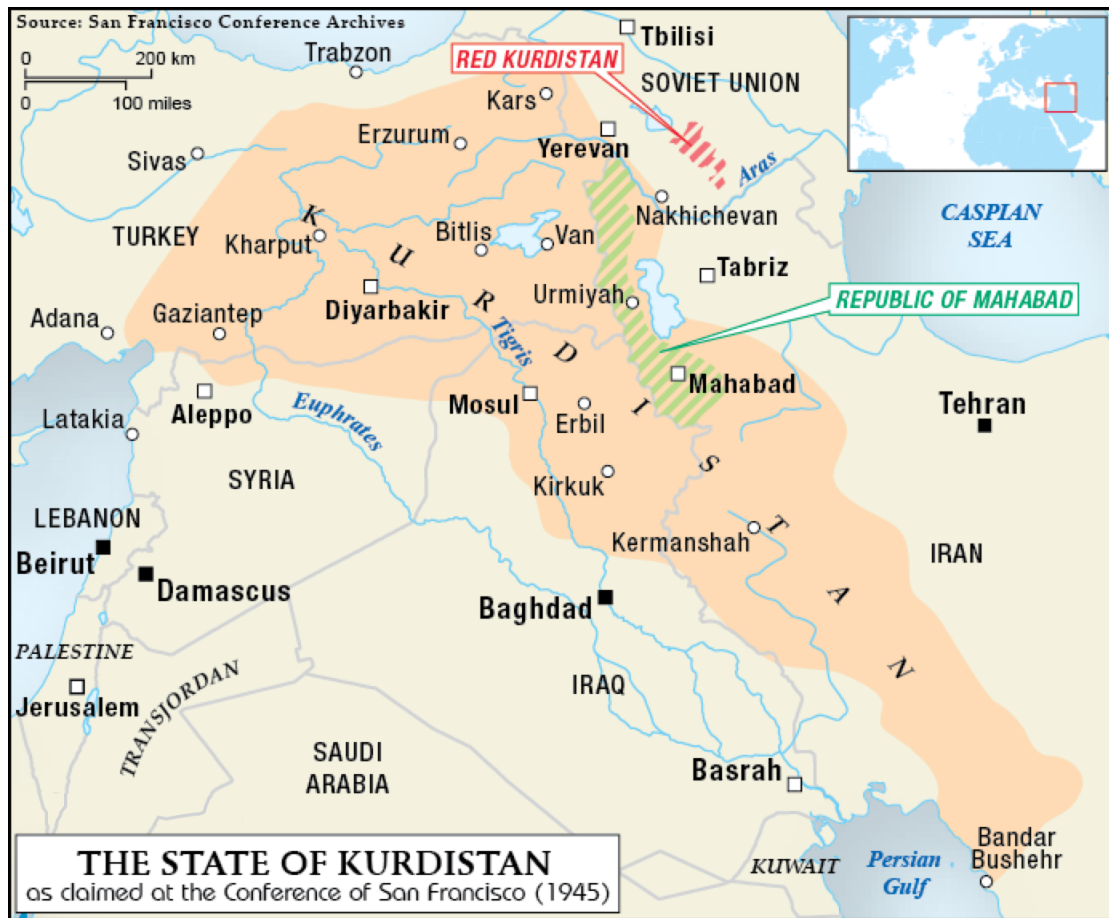 Source: San Francisco Conference Archives
0 200 km
0 100 miles
Trabzon
Tbilisi
RED KURDISTAN
SOVIET UNION
Kars
Erzurum
Yerevan
Sivas
Aras
Nakhichevan
CASPIAN
SEA
TURKEY
Kharput
Bitlis
Van
Tabriz
Diyarbakir
Urmiyah
REPUBLIC OF MAHABAD
Adana
Gaziantep
Tigris
KURDISTAN
Mahabad
Aleppo
Mosul
Tehran
Latakia
Euphrates
Erbil
SYRIA
Kirkuk
LEBANON
Kermanshah
IRAN
Beirut
Damascus
Baghdad
PALESTINE
IRAQ
Jerusalem
TRANSJORDAN
SAUDI
ARABIA
Basrah
THE STATE OF KURDISTAN
as claimed at the Conference of San Francisco (1945)
KUWAIT
Persian
Gulf
Bandar
Bushehr